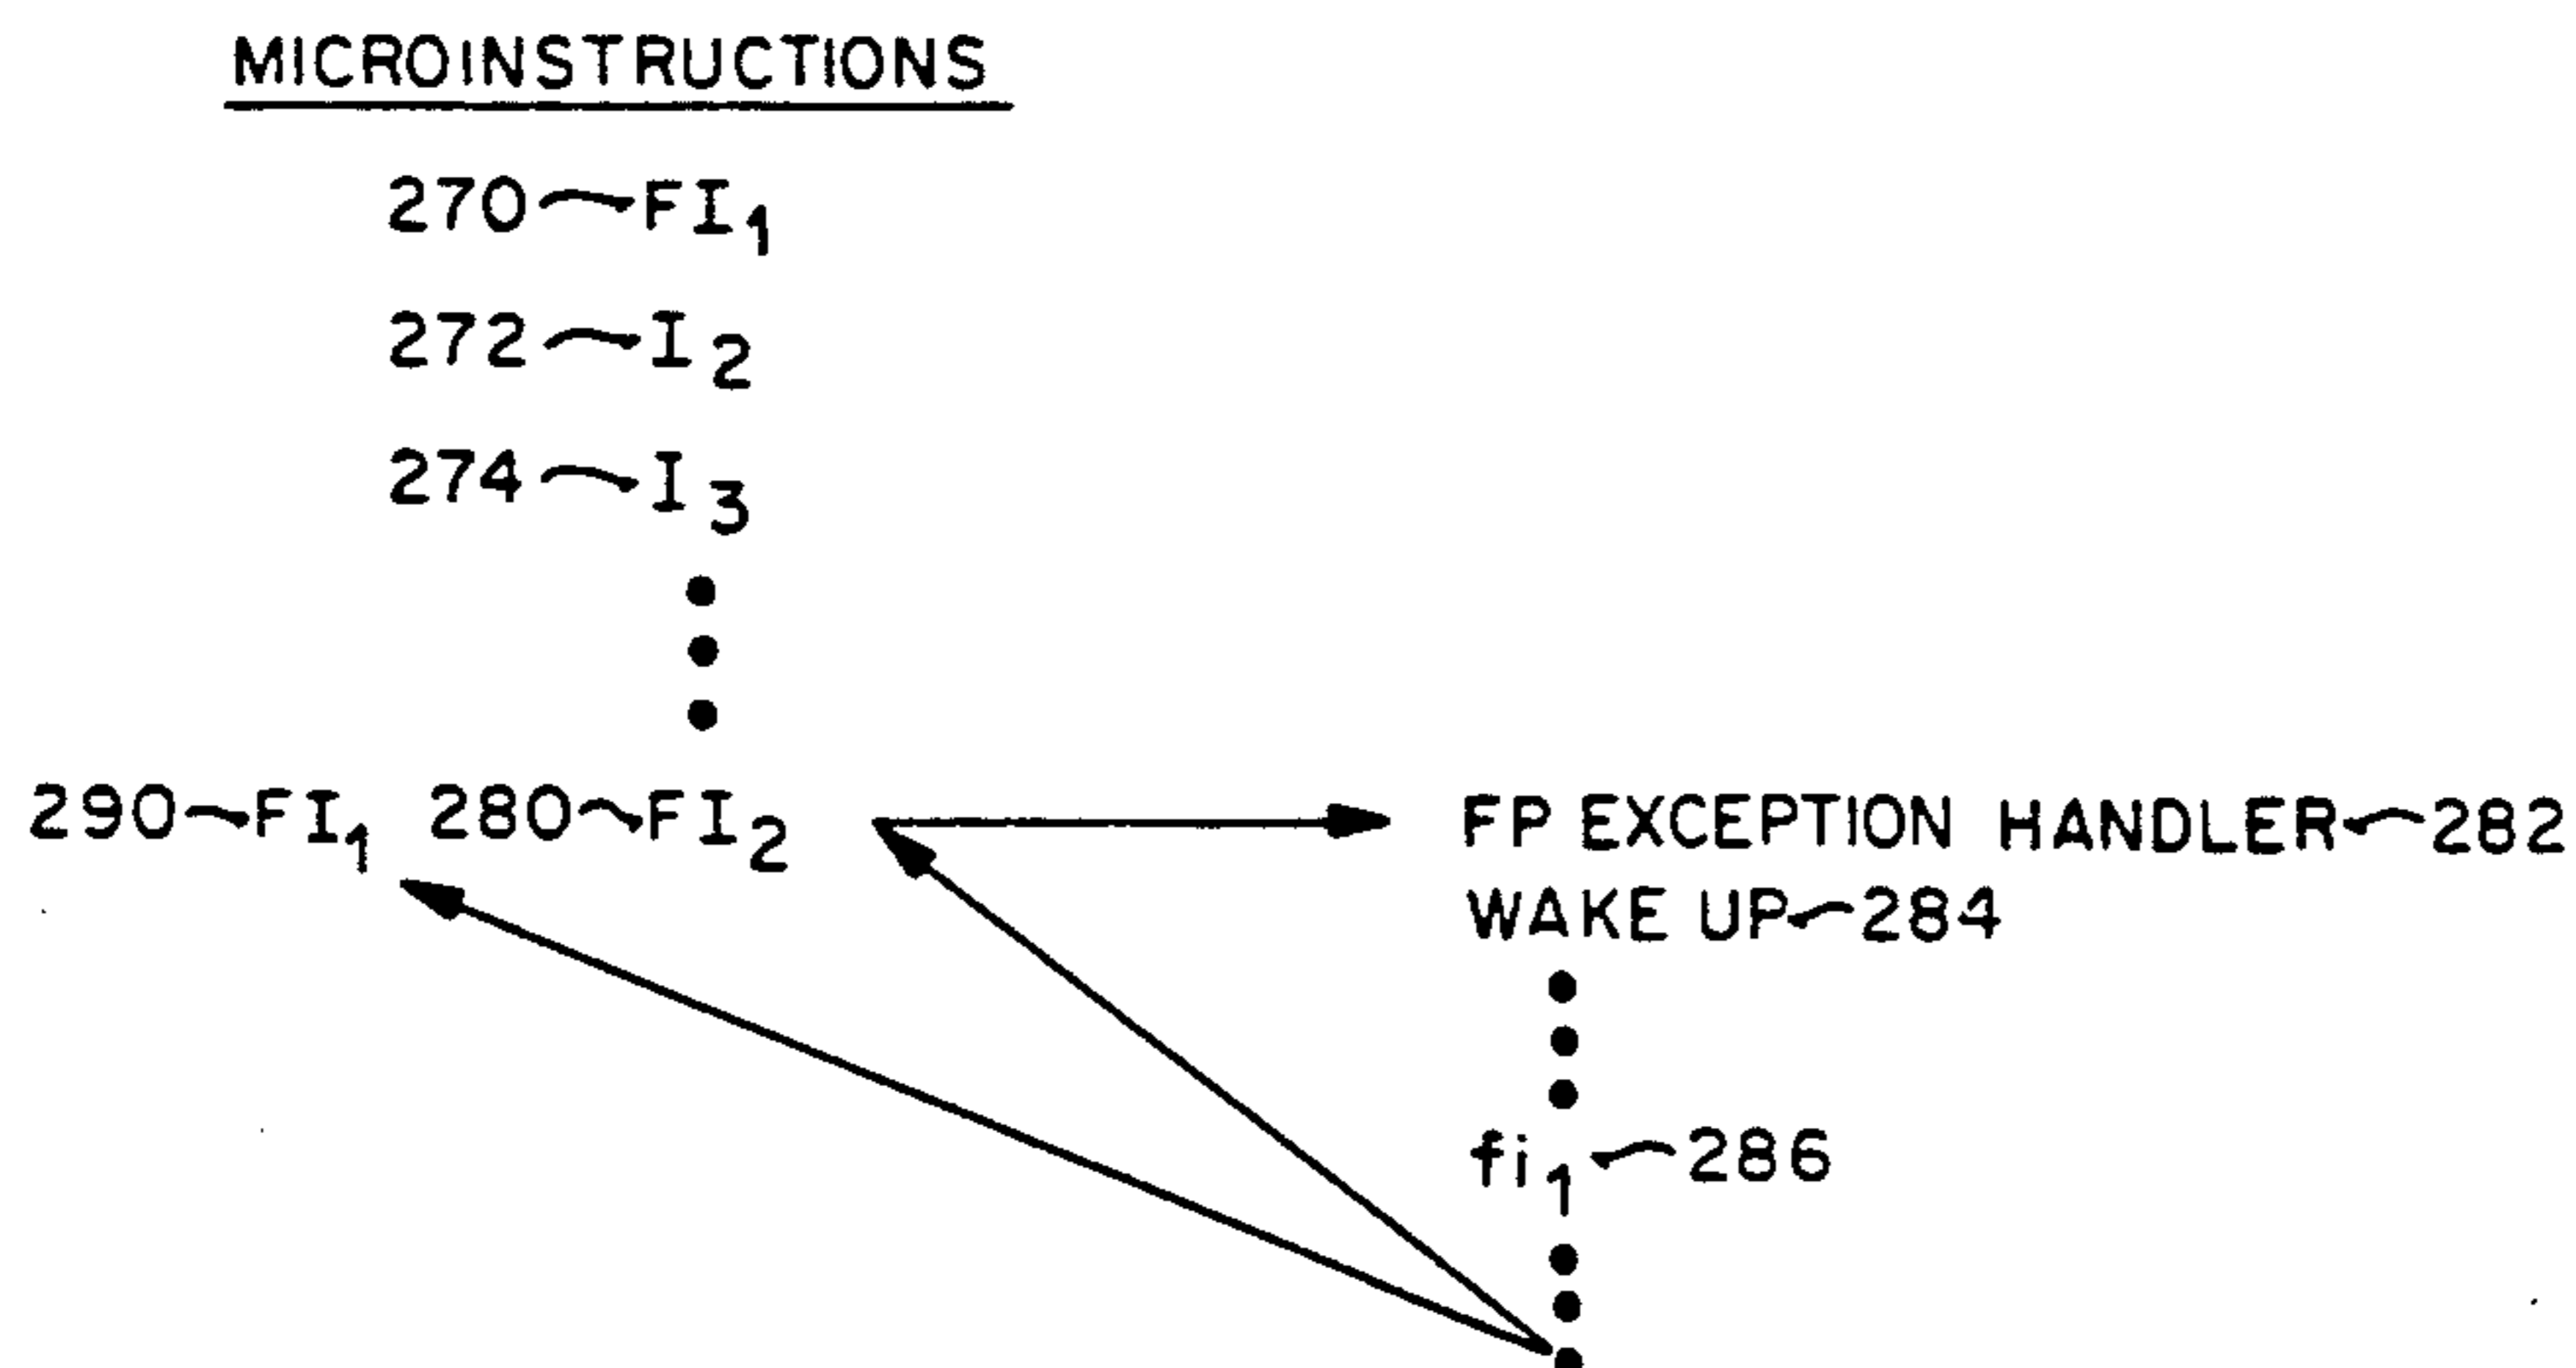 MICROINSTRUCTIONS
270 FI₁
272 I₂
274 I₃
290 FI₁ 280 FI₂ FP EXCEPTION HANDLER 282
WAKE UP 284
fi₁ 286